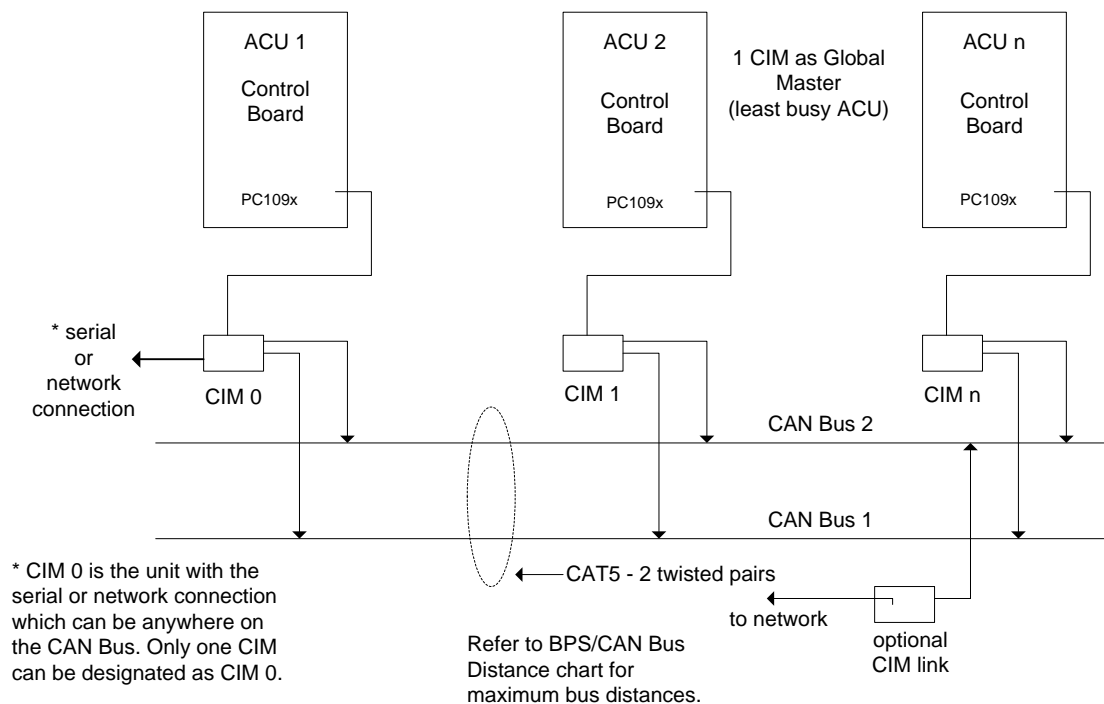 ACU 1
Control
Board
PC109x
ACU 2
Control
Board
PC109x
1 CIM as Global
Master
(least busy ACU)
ACU n
Control
Board
PC109x
* serial
or
network
connection
CIM 0
CIM 1
CIM n
CAN Bus 2
CAN Bus 1
CAT5 - 2 twisted pairs
to network
optional
CIM link
* CIM 0 is the unit with the
serial or network connection
which can be anywhere on
the CAN Bus. Only one CIM
can be designated as CIM 0.
Refer to BPS/CAN Bus
Distance chart for
maximum bus distances.